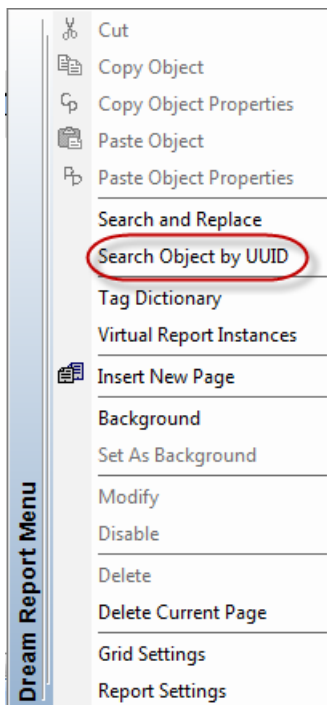 Cut
Copy Object
Copy Object Properties
Paste Object
Paste Object Properties
Search and Replace
Search Object by UUID
Tag Dictionary
Virtual Report Instances
Insert New Page
Background
Set As Background
Modify
Disable
Delete
Delete Current Page
Grid Settings
Report Settings
Dream Report Menu